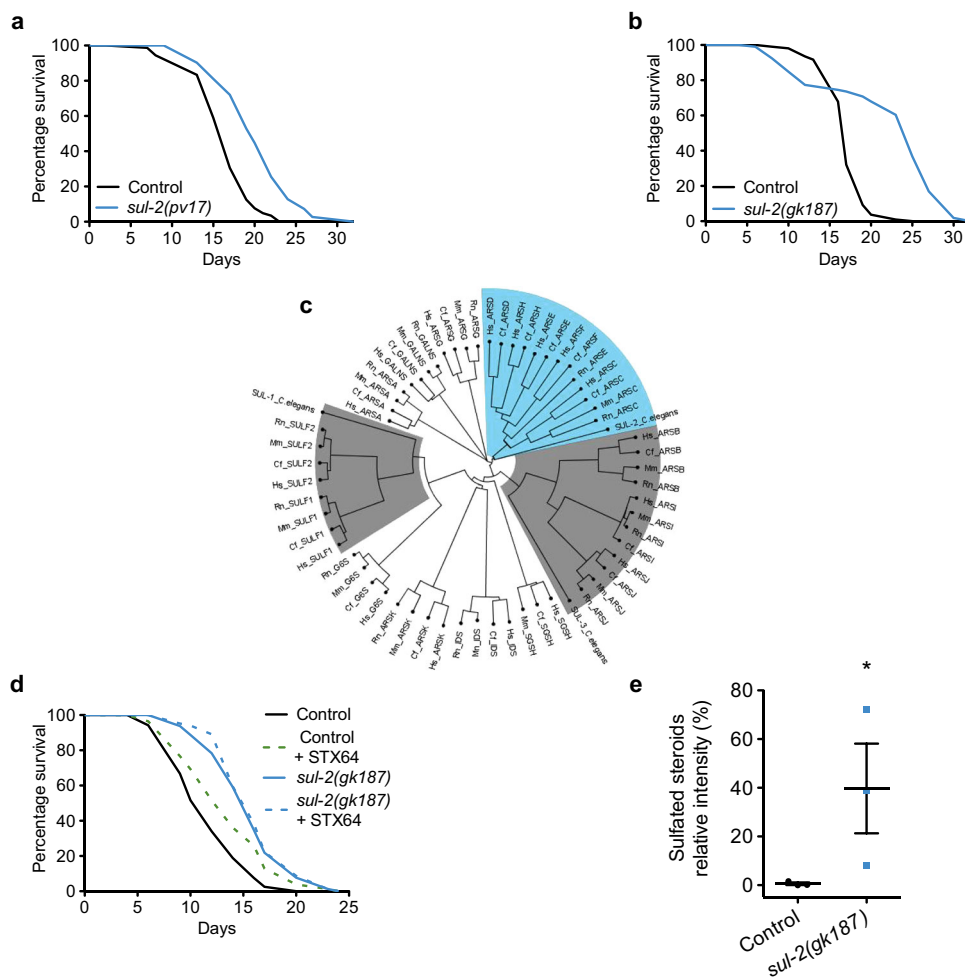 a
100
80
60
40
20
0
Percentage survival
Control
sul-2(pv17)
0 5 10 15 20 25 30
Days
b
100
80
60
40
20
0
Percentage survival
Control
sul-2(gk187)
0 5 10 15 20 25 30
Days
c
Hs_ARSD
Cf_ARSD
Hs_ARSH
Cf_ARSH
Hs_ARSE
Cf_ARSE
Hs_ARSF
Cf_ARSF
Rn_ARSE
Hs_ARSC
Cf_ARSC
Mm_ARSC
Rn_ARSC
SUL-2_C.elegans
Hs_ARSB
Cf_ARSB
Mm_ARSB
Rn_ARSB
Hs_ARSI
Mm_ARSI
Rn_ARSI
Cf_ARSI
Hs_ARSJ
Cf_ARSJ
Mm_ARSJ
Rn_ARSJ
SUL-3_C.elegans
Hs_SGSH
Cf_SGSH
Mm_SGSH
Hs_IDS
Cf_IDS
Mn_IDS
Rn_IDS
Hs_ARSK
Cf_ARSK
Mm_ARSK
Rn_ARSK
Hs_G6S
Cf_G6S
Mm_G6S
Rn_G6S
Hs_SULF1
Cf_SULF1
Mm_SULF1
Rn_SULF1
Hs_SULF2
Cf_SULF2
Mm_SULF2
Rn_SULF2
SUL-1_C.elegans
Hs_ARSA
Cf_ARSA
Mm_ARSA
Rn_ARSA
Hs_GALNS
Cf_GALNS
Mm_GALNS
Rn_GALNS
Hs_ARSG
Cf_ARSG
Mm_ARSG
Rn_ARSG
d
100
80
60
40
20
0
Percentage survival
Control
Control
+ STX64
sul-2(gk187)
sul-2(gk187)
+ STX64
0 5 10 15 20 25
Days
e
*
80
60
40
20
0
Sulfated steroids
relative intensity (%)
Control
sul-2(gk187)